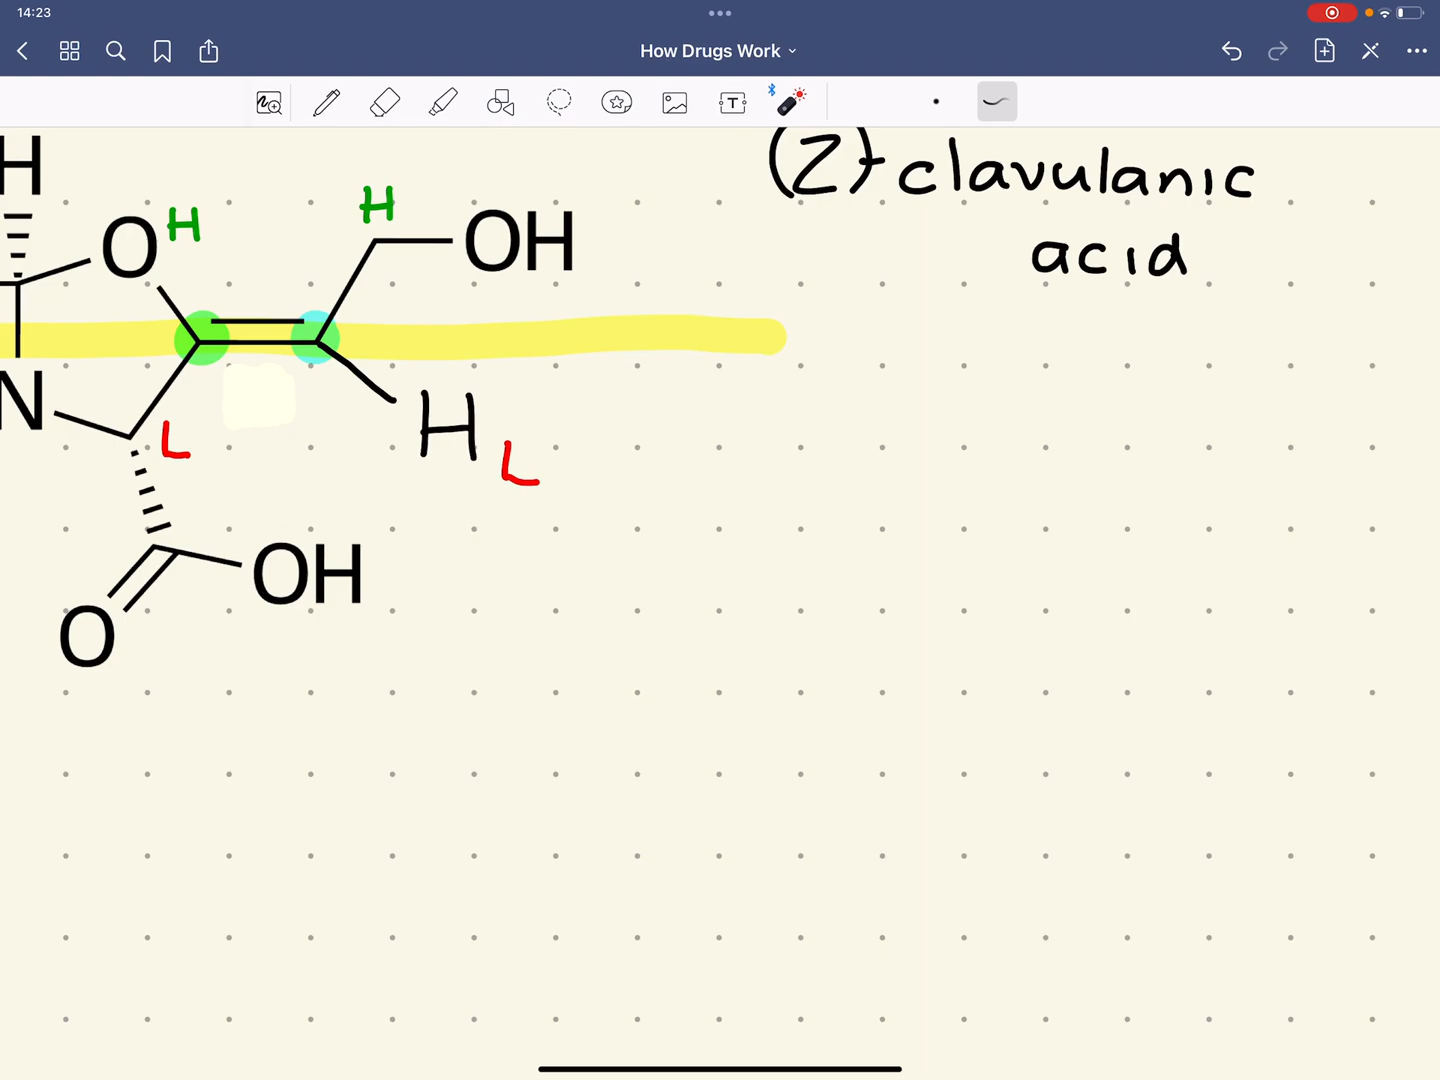 14:23
How Drugs Work
T
(Z)-clavulanic
acid
H
H
H
O
OH
N
H
L
L
OH
O